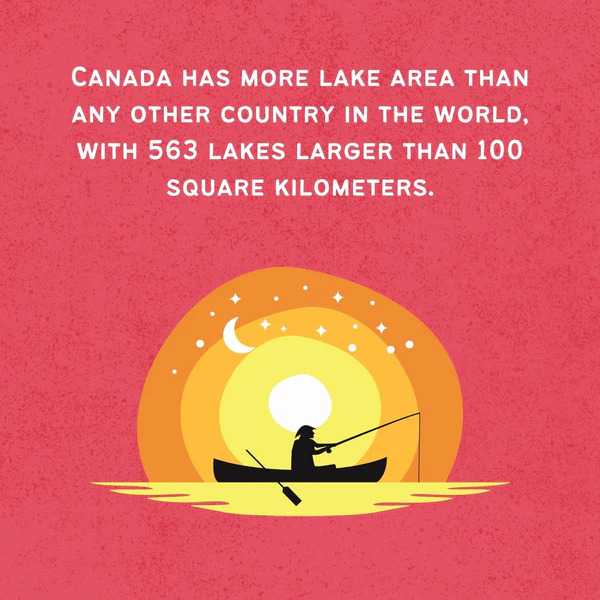 Canada has more lake area than
any other country in the world,
with 563 lakes larger than 100
square kilometers.